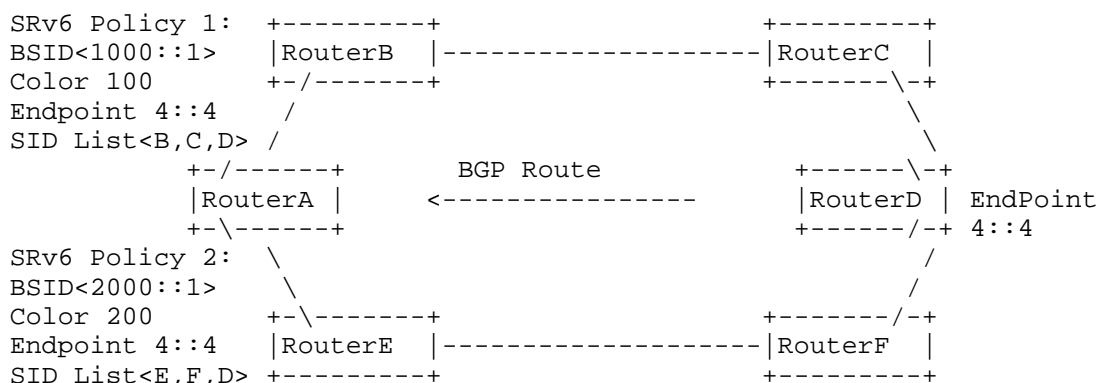 SRv6 Policy 1:  +---------+                    +---------+
BSID<1000::1>   |RouterB  |--------------------|RouterC  |
Color 100       +-/-------+                    +-------\-+
Endpoint 4::4    /                                      \
SID List<B,C,D> /                                        \
           +-/------+       BGP Route            +------\-+
           |RouterA |     <----------------      |RouterD | EndPoint
           +-\------+                            +------/-+ 4::4
SRv6 Policy 2:  \                                        /
BSID<2000::1>    \                                      /
Color 200       +-\-------+                    +-------/-+
Endpoint 4::4   |RouterE  |--------------------|RouterF  |
SID List<E,F,D> +---------+                    +---------+